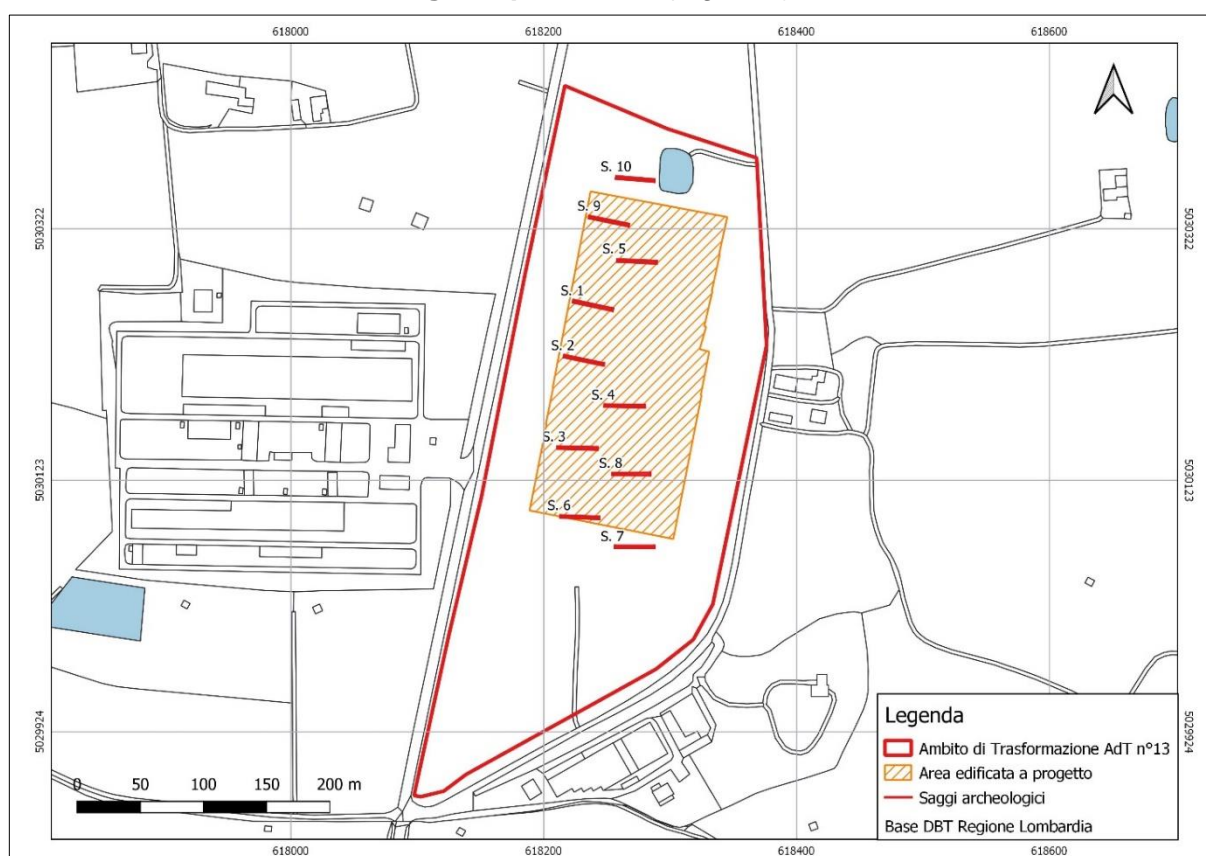 618000
618200
618400
618600
S. 10
5030322
S. 9
5030322
S. 5
S. 1
S. 2
S. 4
S. 3
S. 8
5030123
5030123
S. 6
S. 7
Legenda
Ambito di Trasformazione AdT n°13
Area edificata a progetto
Saggi archeologici
Base DBT Regione Lombardia
5029924
5029924
0 50 100 150 200 m
618000
618200
618400
618600